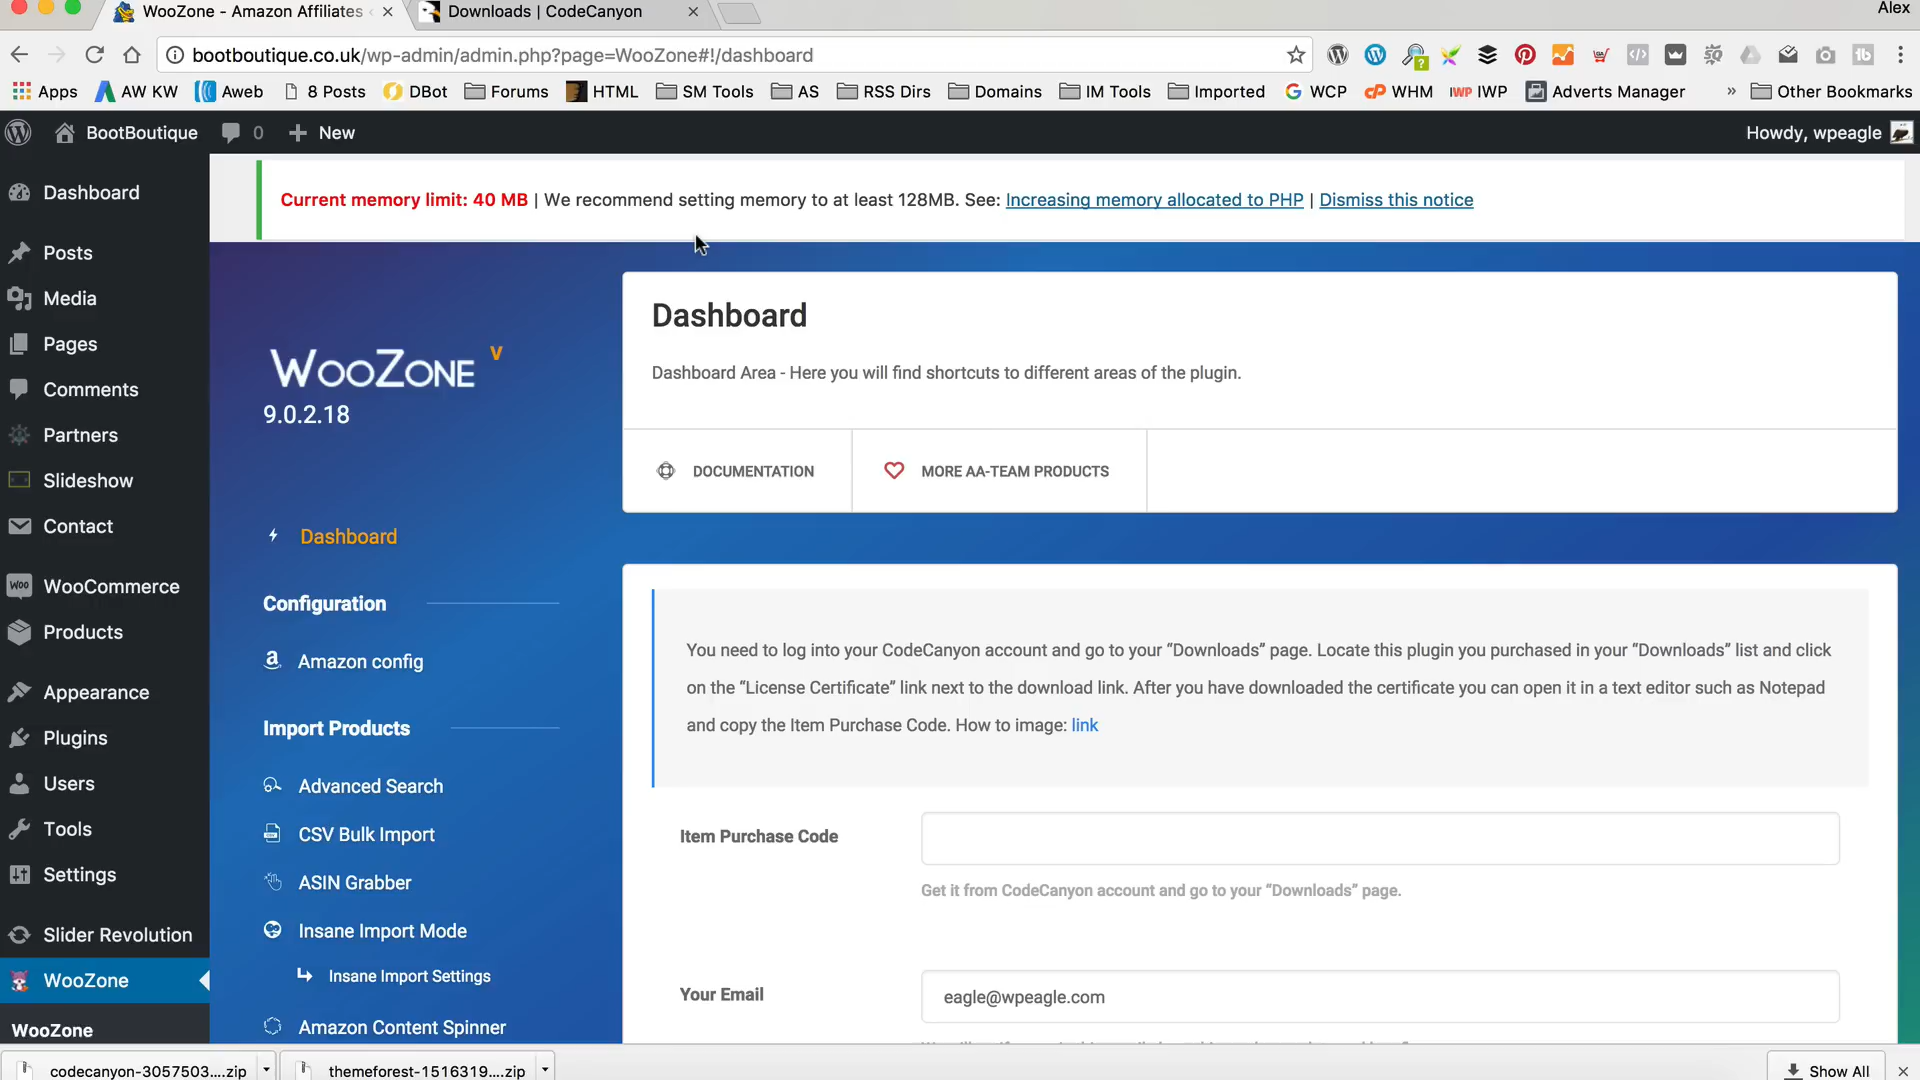 WooZone - Amazon Affiliates
Downloads | CodeCanyon
Alex
bootboutique.co.uk/wp-admin/admin.php?page=WooZone#!/dashboard
Apps AW KW Aweb 8 Posts DBot Forums HTML SM Tools AS RSS Dirs Domains IM Tools Imported WCP WHM IWP IWP Adverts Manager » Other Bookmarks
BootBoutique 0 + New Howdy, wpeagle
Current memory limit: 40 MB | We recommend setting memory to at least 128MB. See: Increasing memory allocated to PHP | Dismiss this notice
Dashboard
Posts
Media
Pages
Comments
Partners
Slideshow
Contact
WooCommerce
Products
Appearance
Plugins
Users
Tools
Settings
Slider Revolution
WooZone
WooZone
WooZone V
9.0.2.18
Dashboard
Configuration
Amazon config
Import Products
Advanced Search
CSV Bulk Import
ASIN Grabber
Insane Import Mode
Insane Import Settings
Amazon Content Spinner
Dashboard
Dashboard Area - Here you will find shortcuts to different areas of the plugin.
DOCUMENTATION
MORE AA-TEAM PRODUCTS
You need to log into your CodeCanyon account and go to your “Downloads” page. Locate this plugin you purchased in your “Downloads” list and click
on the “License Certificate” link next to the download link. After you have downloaded the certificate you can open it in a text editor such as Notepad
and copy the Item Purchase Code. How to image: link
Item Purchase Code
Get it from CodeCanyon account and go to your “Downloads” page.
Your Email
eagle@wpeagle.com
codecanyon-3057503....zip
themeforest-1516319....zip
Show All